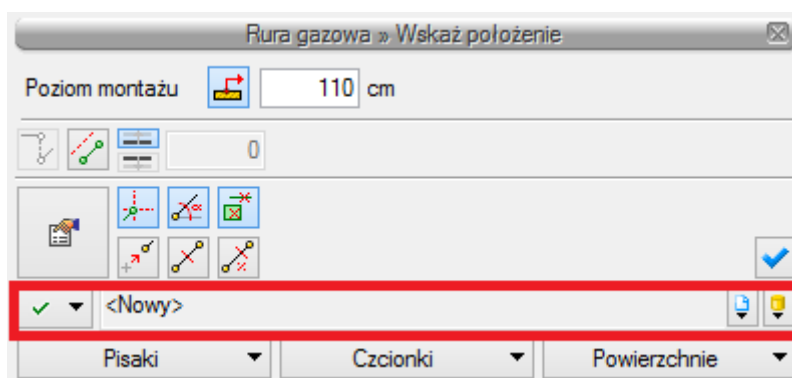 Rura gazowa » Wskaż położenie
Poziom montażu 110 cm
0
<Nowy>
Pisaki Czcionki Powierzchnie